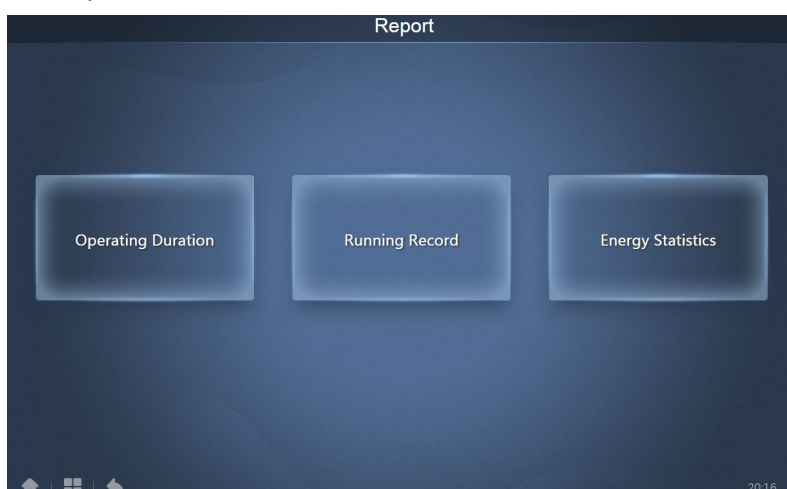 Report
Operating Duration
Running Record
Energy Statistics
20:16